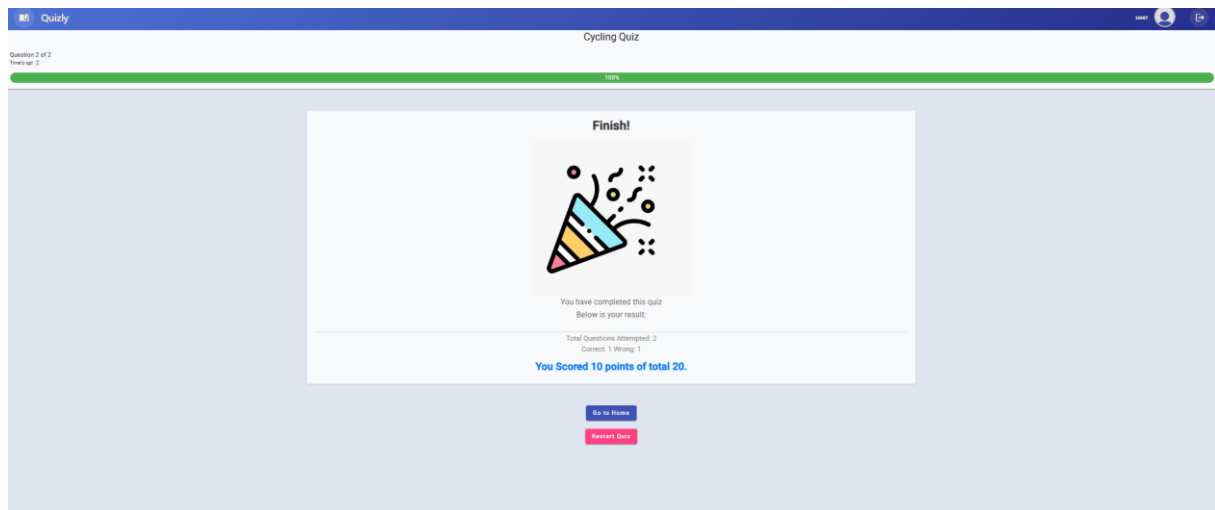 Quizly
user
Cycling Quiz
Question 2 of 2
Time's up!
100%
Finish!
You have completed this quiz
Below is your result:
Total Questions Attempted: 2
Correct: 1 Wrong: 1
You Scored 10 points of total 20.
Go to Home
Restart Quiz